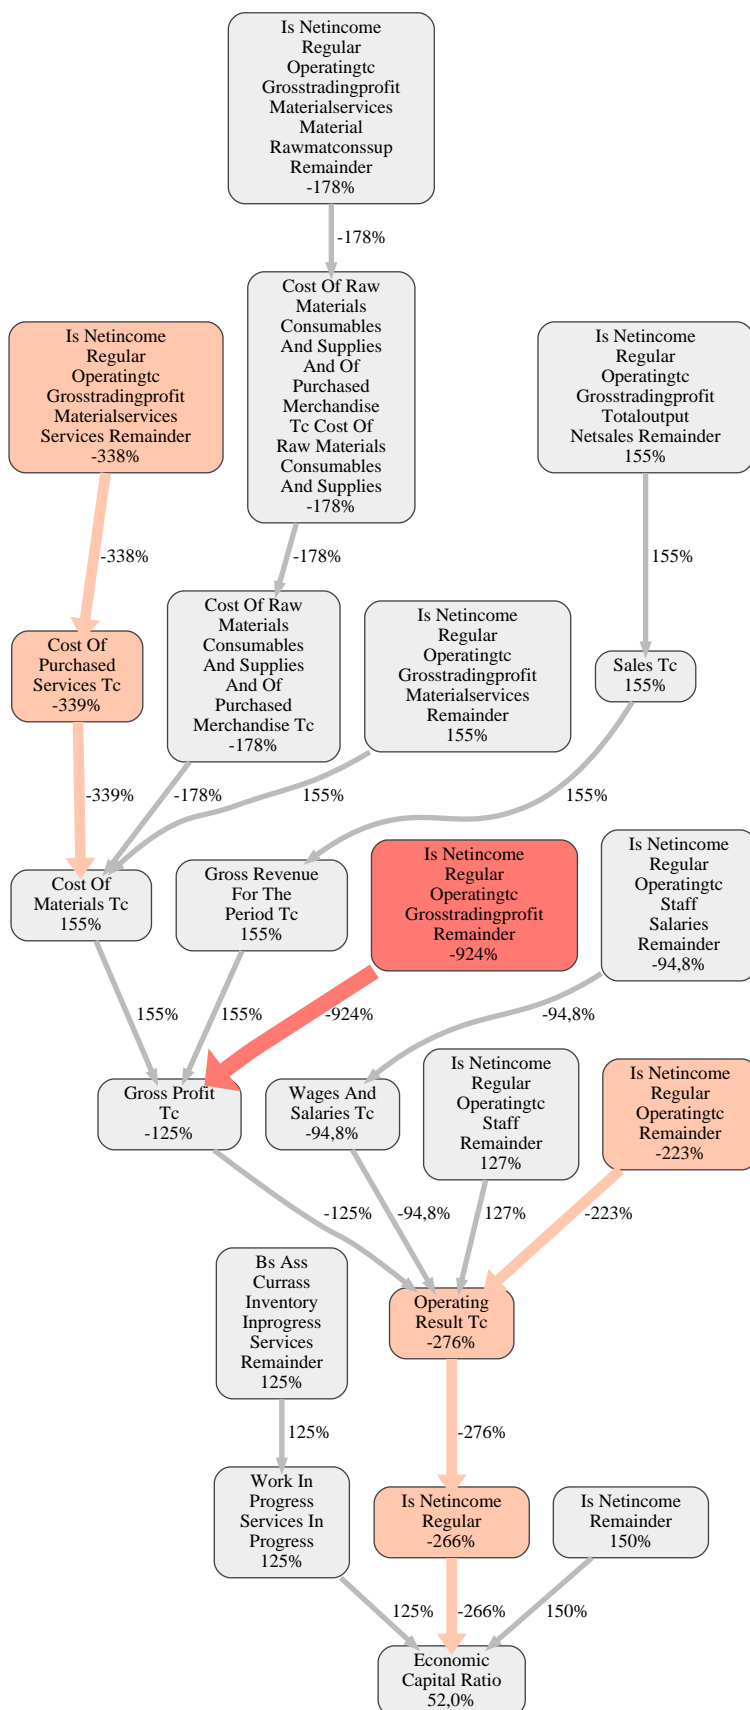 Is Netincome
Regular
Operatingtc
Grosstradingprofit
Materialservices
Material
Rawmatconssup
Remainder
-178%
-178%
Cost Of Raw
Materials
Consumables
And Supplies
And Of
Purchased
Merchandise
Tc Cost Of
Raw Materials
Consumables
And Supplies
-178%
Is Netincome
Regular
Operatingtc
Grosstradingprofit
Materialservices
Services Remainder
-338%
Is Netincome
Regular
Operatingtc
Grosstradingprofit
Totaloutput
Netsales Remainder
155%
-338%
-178%
155%
Cost Of
Purchased
Services Tc
-339%
Cost Of Raw
Materials
Consumables
And Supplies
And Of
Purchased
Merchandise Tc
-178%
Is Netincome
Regular
Operatingtc
Grosstradingprofit
Materialservices
Remainder
155%
Sales Tc
155%
-339%
-178%
155%
155%
Cost Of
Materials Tc
155%
Gross Revenue
For The
Period Tc
155%
Is Netincome
Regular
Operatingtc
Grosstradingprofit
Remainder
-924%
Is Netincome
Regular
Operatingtc
Staff
Salaries
Remainder
-94,8%
155%
155%
-924%
-94,8%
Gross Profit
Tc
-125%
Wages And
Salaries Tc
-94,8%
Is Netincome
Regular
Operatingtc
Staff
Remainder
127%
Is Netincome
Regular
Operatingtc
Remainder
-223%
-125%
-94,8%
127%
-223%
Bs Ass
Currass
Inventory
Inprogress
Services
Remainder
125%
Operating
Result Tc
-276%
125%
-276%
Work In
Progress
Services In
Progress
125%
Is Netincome
Regular
-266%
Is Netincome
Remainder
150%
125%
-266%
150%
Economic
Capital Ratio
52,0%